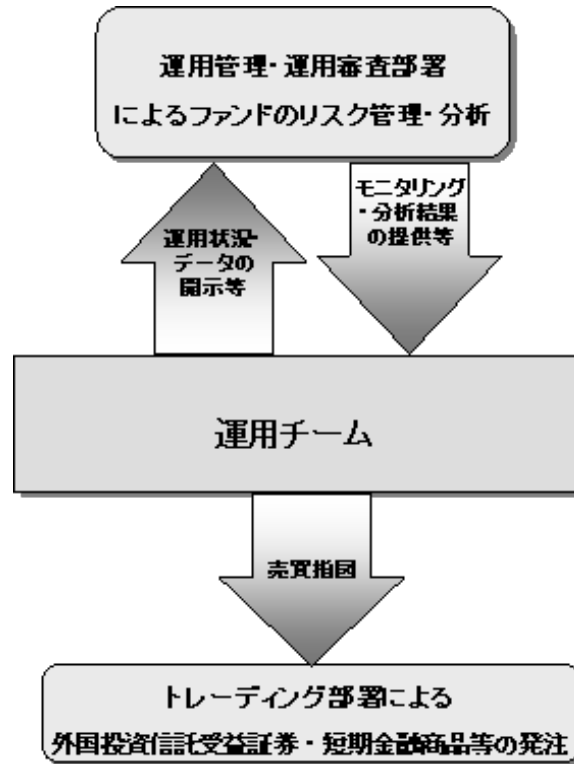 運用管理・運用審査部署
によるファンドのリスク管理・分析
運用状況・
データの
開示等
モニタリング
・分析結果
の提供等
運用チーム
売買指図
トレーディング部署による
外国投資信託受益証券・短期金融商品等の発注